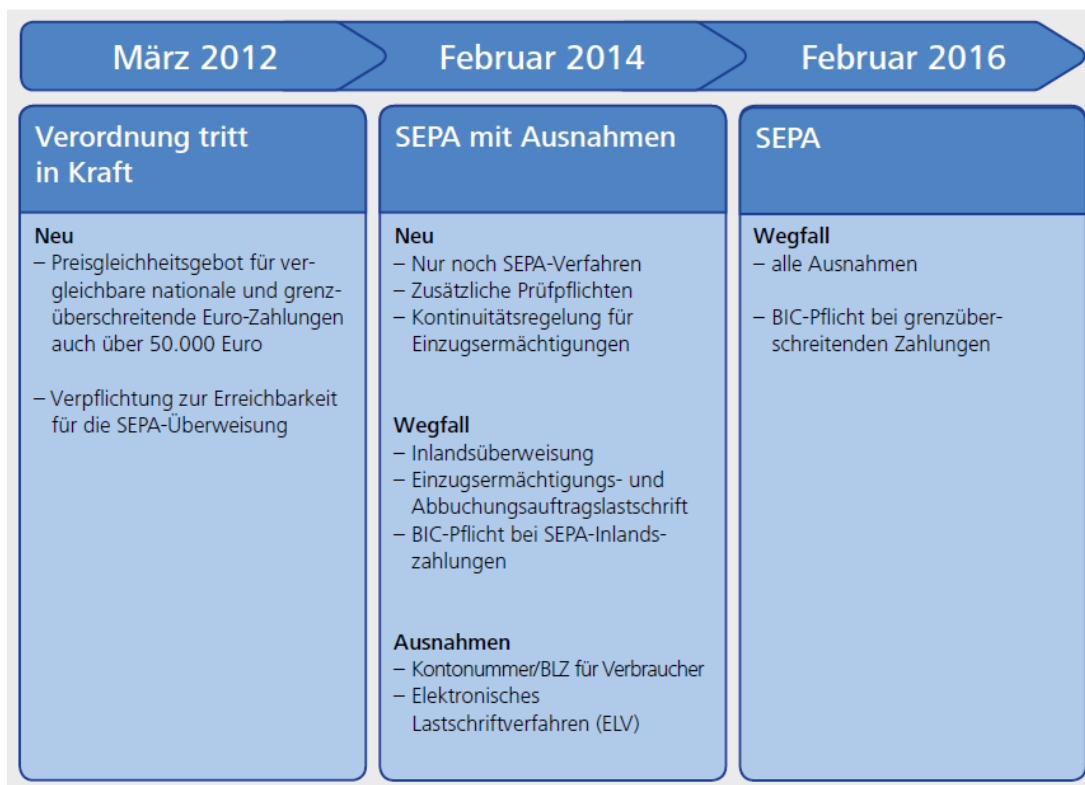 März 2012
Februar 2014
Februar 2016
Verordnung tritt
in Kraft
Neu
– Preisgleichheitsgebot für ver-
gleichbare nationale und grenz-
überschreitende Euro-Zahlungen
auch über 50.000 Euro
– Verpflichtung zur Erreichbarkeit
für die SEPA-Überweisung
SEPA mit Ausnahmen
Neu
– Nur noch SEPA-Verfahren
– Zusätzliche Prüfpflichten
– Kontinuitätsregelung für
Einzugsermächtigungen
Wegfall
– Inlandsüberweisung
– Einzugsermächtigungs- und
Abbuchungsauftragslastschrift
– BIC-Pflicht bei SEPA-Inlands-
zahlungen
Ausnahmen
– Kontonummer/BLZ für Verbraucher
– Elektronisches
Lastschriftverfahren (ELV)
SEPA
Wegfall
– alle Ausnahmen
– BIC-Pflicht bei grenzüber-
schreitenden Zahlungen